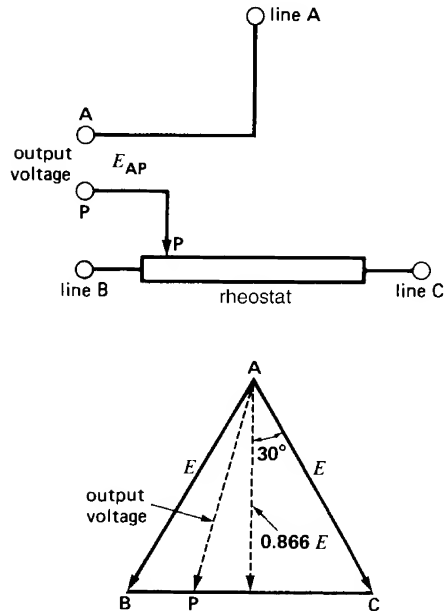 line A
A
output
voltage
E_AP
P
P
line B
rheostat
line C
A
E
30°
E
output
voltage
0.866 E
B
P
C